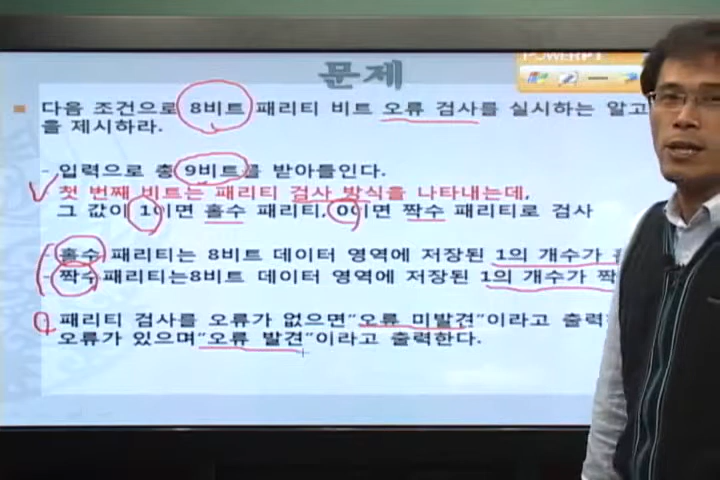 POWERPT
문제
다음 조건으로 8비트 패리티 비트 오류 검사를 실시하는 알고
을 제시하라.
- 입력으로 총 9비트를 받아들인다.
첫 번째 비트는 패리티 검사 방식을 나타내는데,
그 값이 1이면 홀수 패리티, 0이면 짝수 패리티로 검사
- 홀수 패리티는 8비트 데이터 영역에 저장된 1의 개수가
- 짝수패리티는8비트 데이터 영역에 저장된 1의 개수가 짝
패리티 검사를 오류가 없으면"오류 미발견"이라고 출력
오류가 있으며"오류 발견"이라고 출력한다.